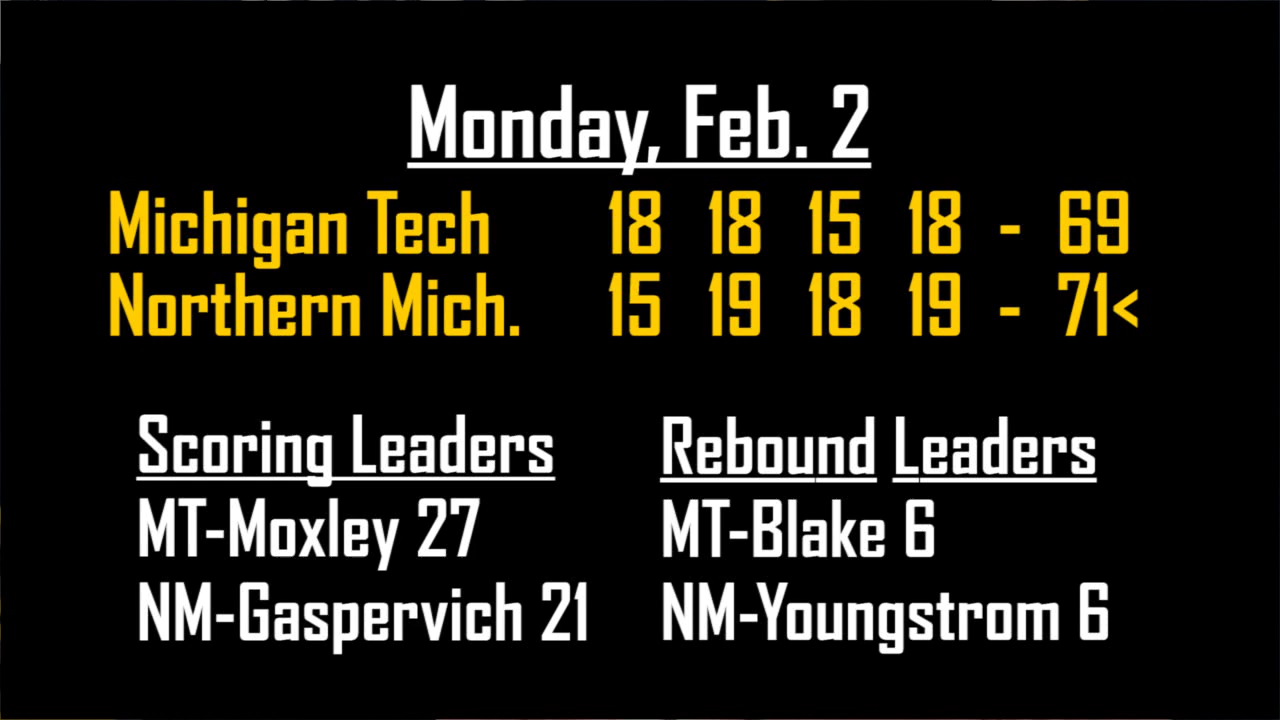 Monday, Feb. 2
Michigan Tech 18 18 15 18 - 69
Northern Mich. 15 19 18 19 - 71<
Scoring Leaders
MT-Moxley 27
NM-Gaspervich 21
Rebound Leaders
MT-Blake 6
NM-Youngstrom 6